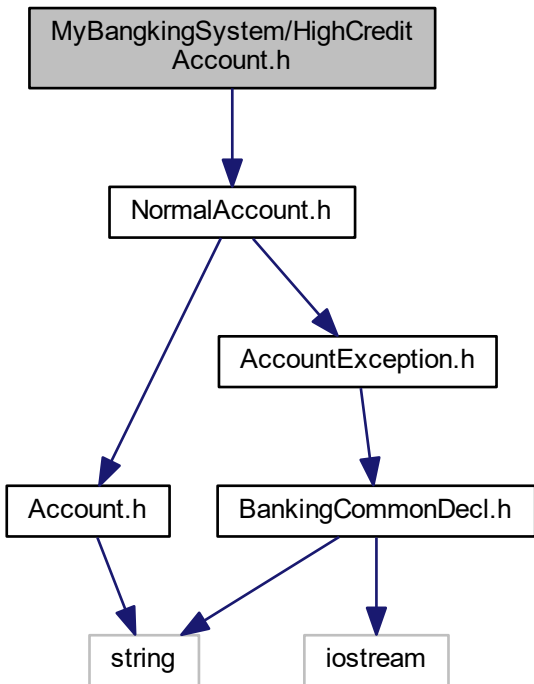 MyBangkingSystem/HighCredit
Account.h
NormalAccount.h
AccountException.h
Account.h
BankingCommonDecl.h
string
iostream